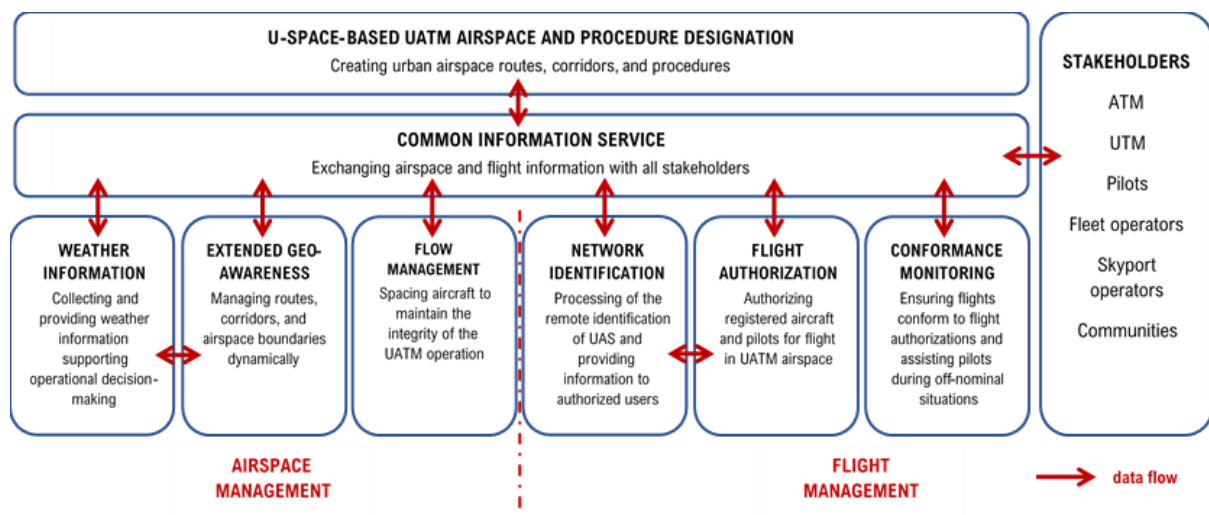 U-SPACE-BASED UATM AIRSPACE AND PROCEDURE DESIGNATION
Creating urban airspace routes, corridors, and procedures
COMMON INFORMATION SERVICE
Exchanging airspace and flight information with all stakeholders
WEATHER
INFORMATION
Collecting and
providing weather
information
supporting
operational decision-
making
EXTENDED GEO-
AWARENESS
Managing routes,
corridors, and
airspace boundaries
dynamically
FLOW
MANAGEMENT
Spacing aircraft to
maintain the
integrity of the
UATM operation
NETWORK
IDENTIFICATION
Processing of the
remote identification
of UAS and
providing
information to
authorized users
FLIGHT
AUTHORIZATION
Authorizing
registered aircraft
and pilots for flight
in UATM airspace
CONFORMANCE
MONITORING
Ensuring flights
conform to flight
authorizations and
assisting pilots
during off-nominal
situations
STAKEHOLDERS
ATM
UTM
Pilots
Fleet operators
Skyport
operators
Communities
AIRSPACE
MANAGEMENT
FLIGHT
MANAGEMENT
data flow